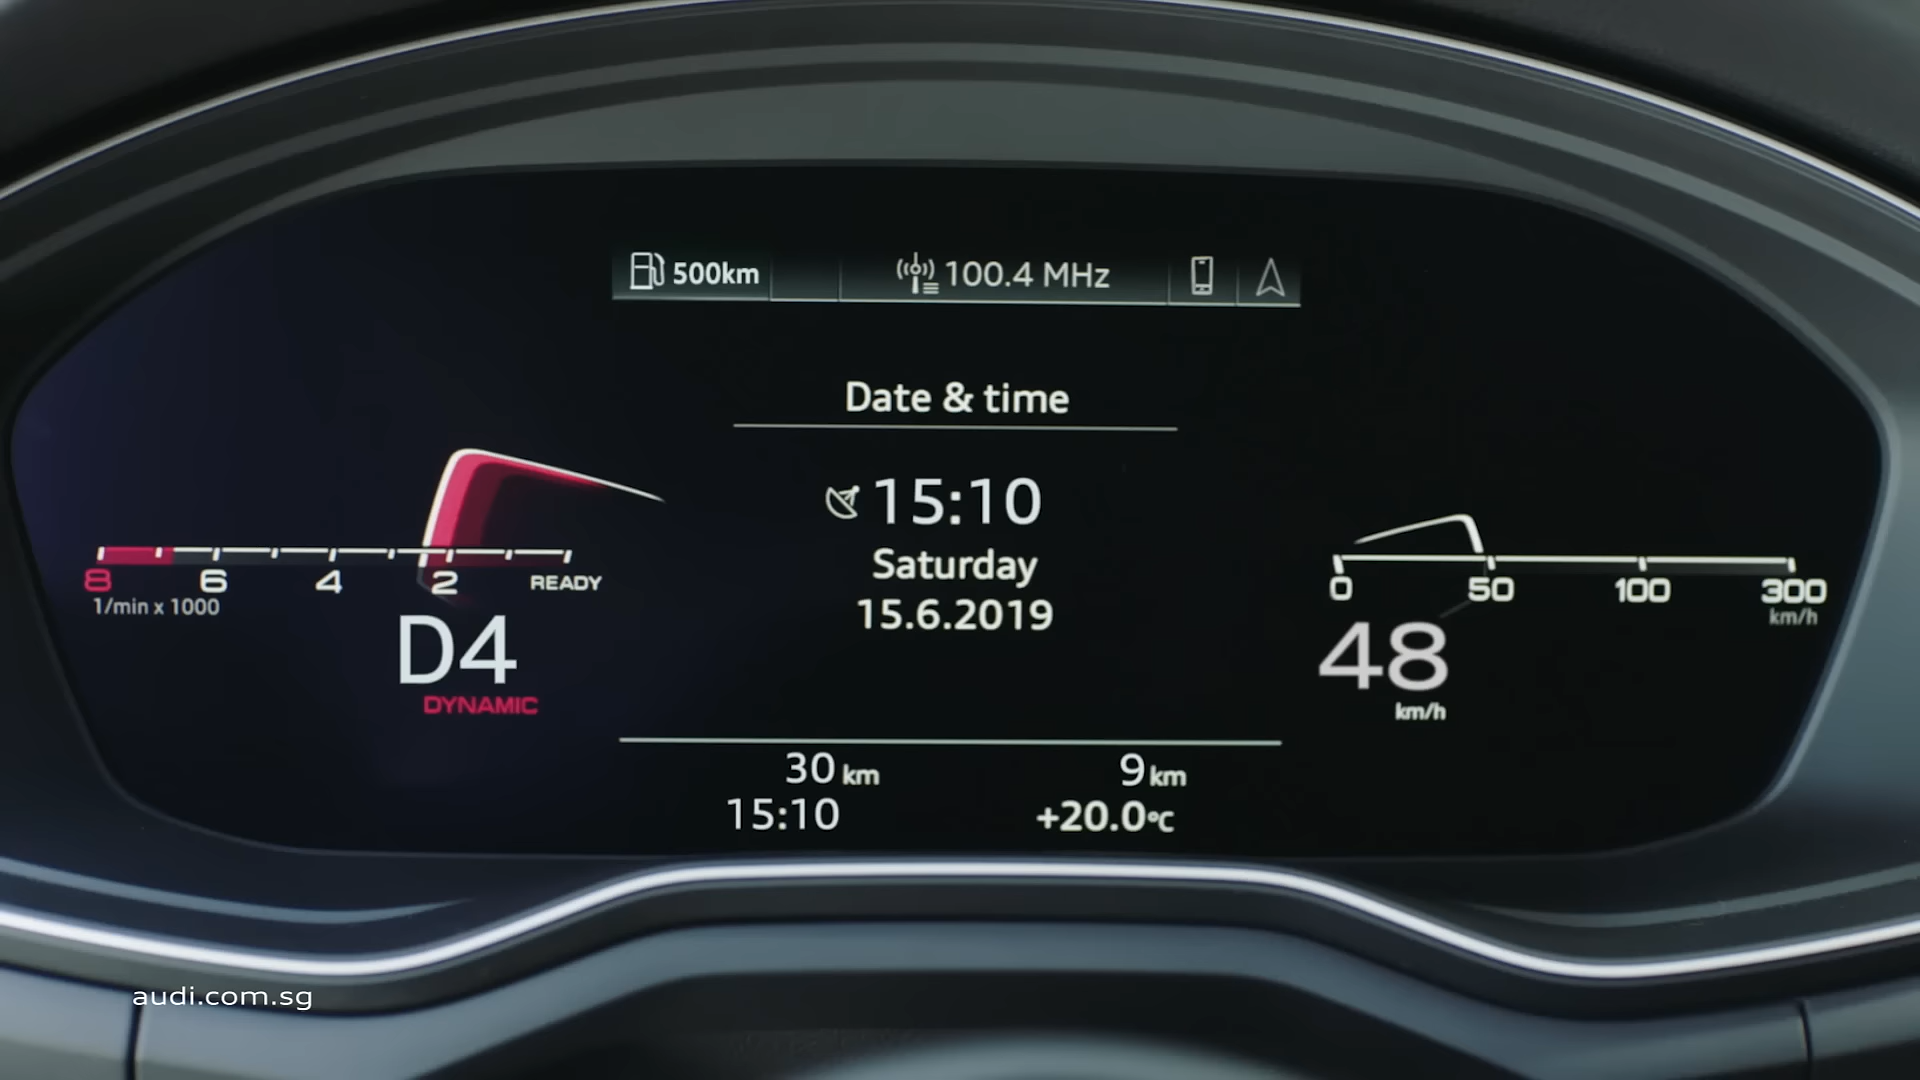 500km
100.4 MHz
Date & time
15:10
Saturday
15.6.2019
8 6 4 2 READY
1/min x 1000
D4
DYNAMIC
0 50 100 300
km/h
48
km/h
30 km
9 km
15:10
+20.0°C
audi.com.sg